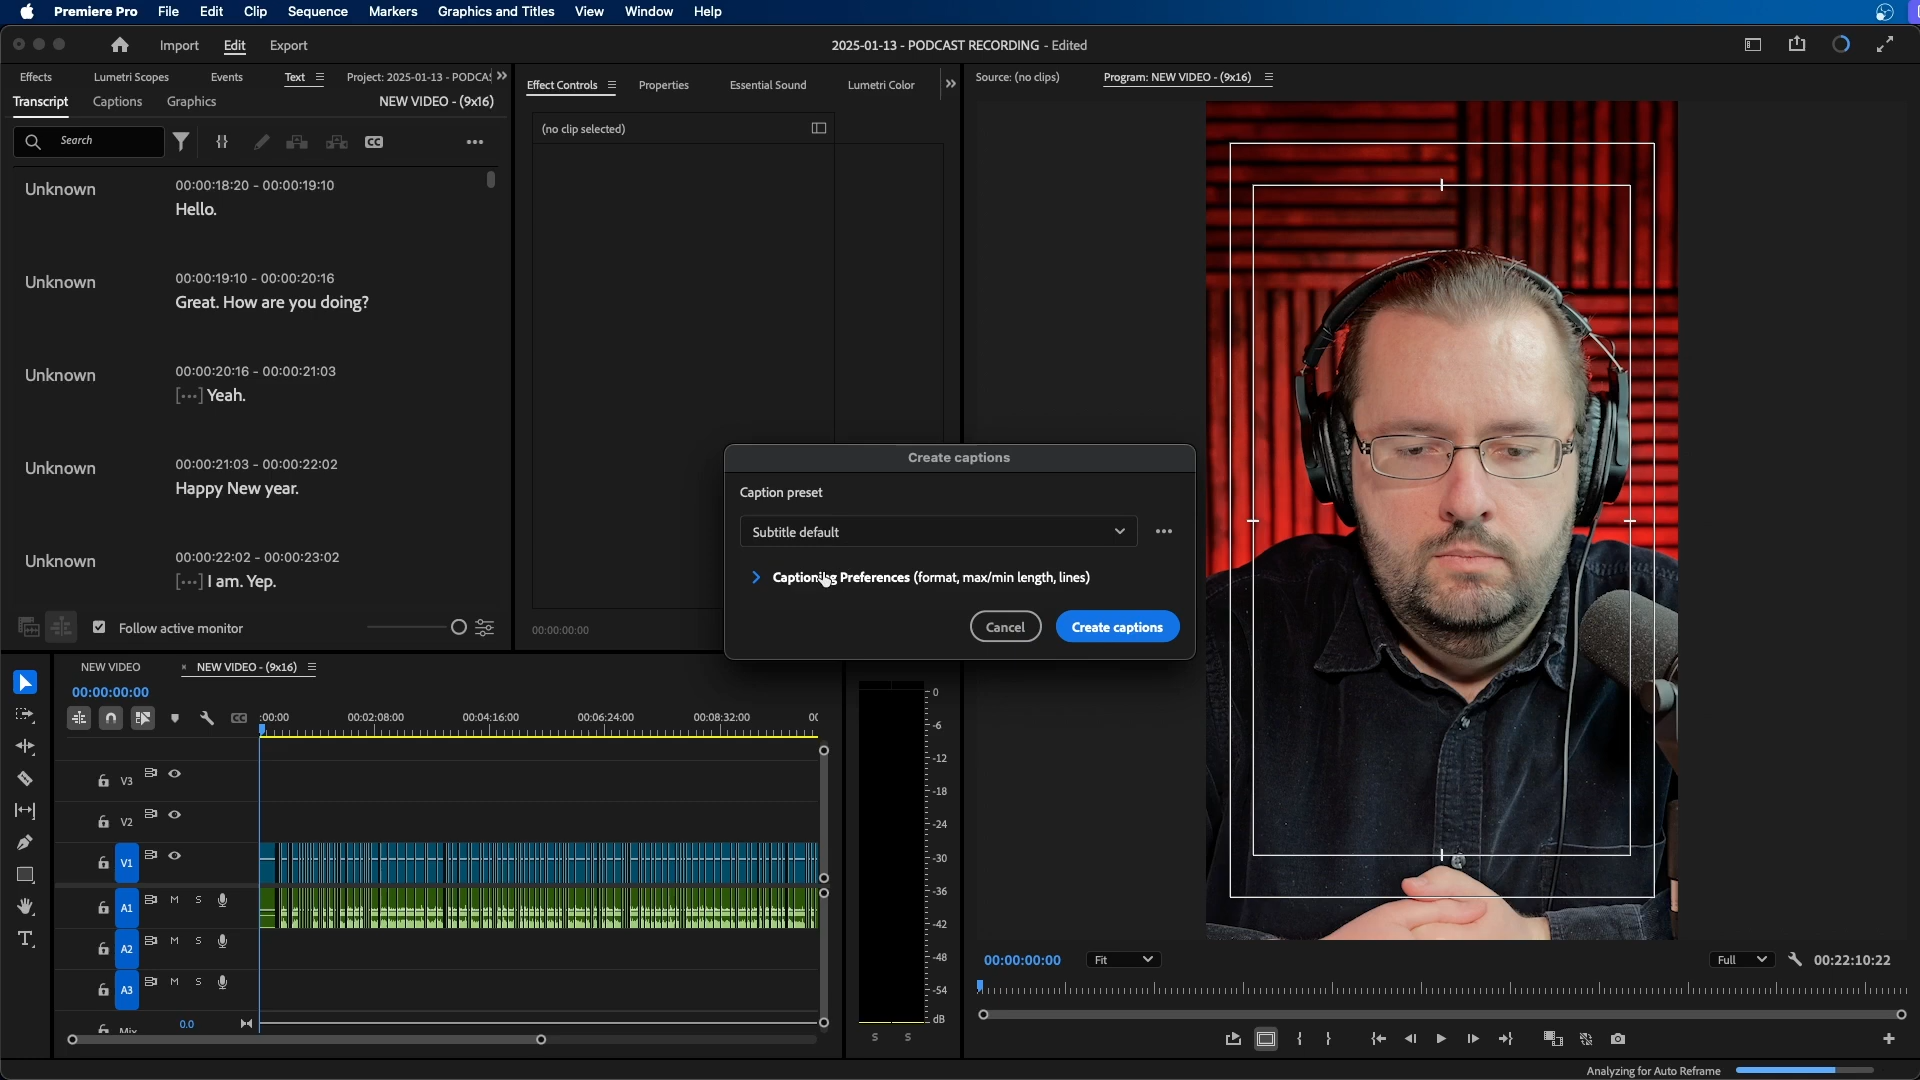 Premiere Pro File Edit Clip Sequence Markers Graphics and Titles View Window Help
Import Edit Export
2025-01-13 - PODCAST RECORDING - Edited
Effects Lumetri Scopes Events Text Project: 2025-01-13 - PODCA
Transcript Captions Graphics NEW VIDEO - (9x16)
Search
CC
Unknown 00:00:18:20 - 00:00:19:10
Hello.
Unknown 00:00:19:10 - 00:00:20:16
Great. How are you doing?
Unknown 00:00:20:16 - 00:00:21:03
[···] Yeah.
Unknown 00:00:21:03 - 00:00:22:02
Happy New year.
Unknown 00:00:22:02 - 00:00:23:02
[···] I am. Yep.
Follow active monitor
Effect Controls Properties Essential Sound Lumetri Color
(no clip selected)
00:00:00:00
Source: (no clips) Program: NEW VIDEO - (9x16)
Create captions
Caption preset
Subtitle default
Captioning Preferences (format, max/min length, lines)
Cancel Create captions
NEW VIDEO × NEW VIDEO - (9x16)
00:00:00:00
CC
:00:00 00:02:08:00 00:04:16:00 00:06:24:00 00:08:32:00 00
V3
V2
V1
A1 M S
A2 M S
A3 M S
Mix 0.0
0
-6
-12
-18
-24
-30
-36
-42
-48
-54
dB
S S
00:00:00:00 Fit Full 00:22:10:22
Analyzing for Auto Reframe